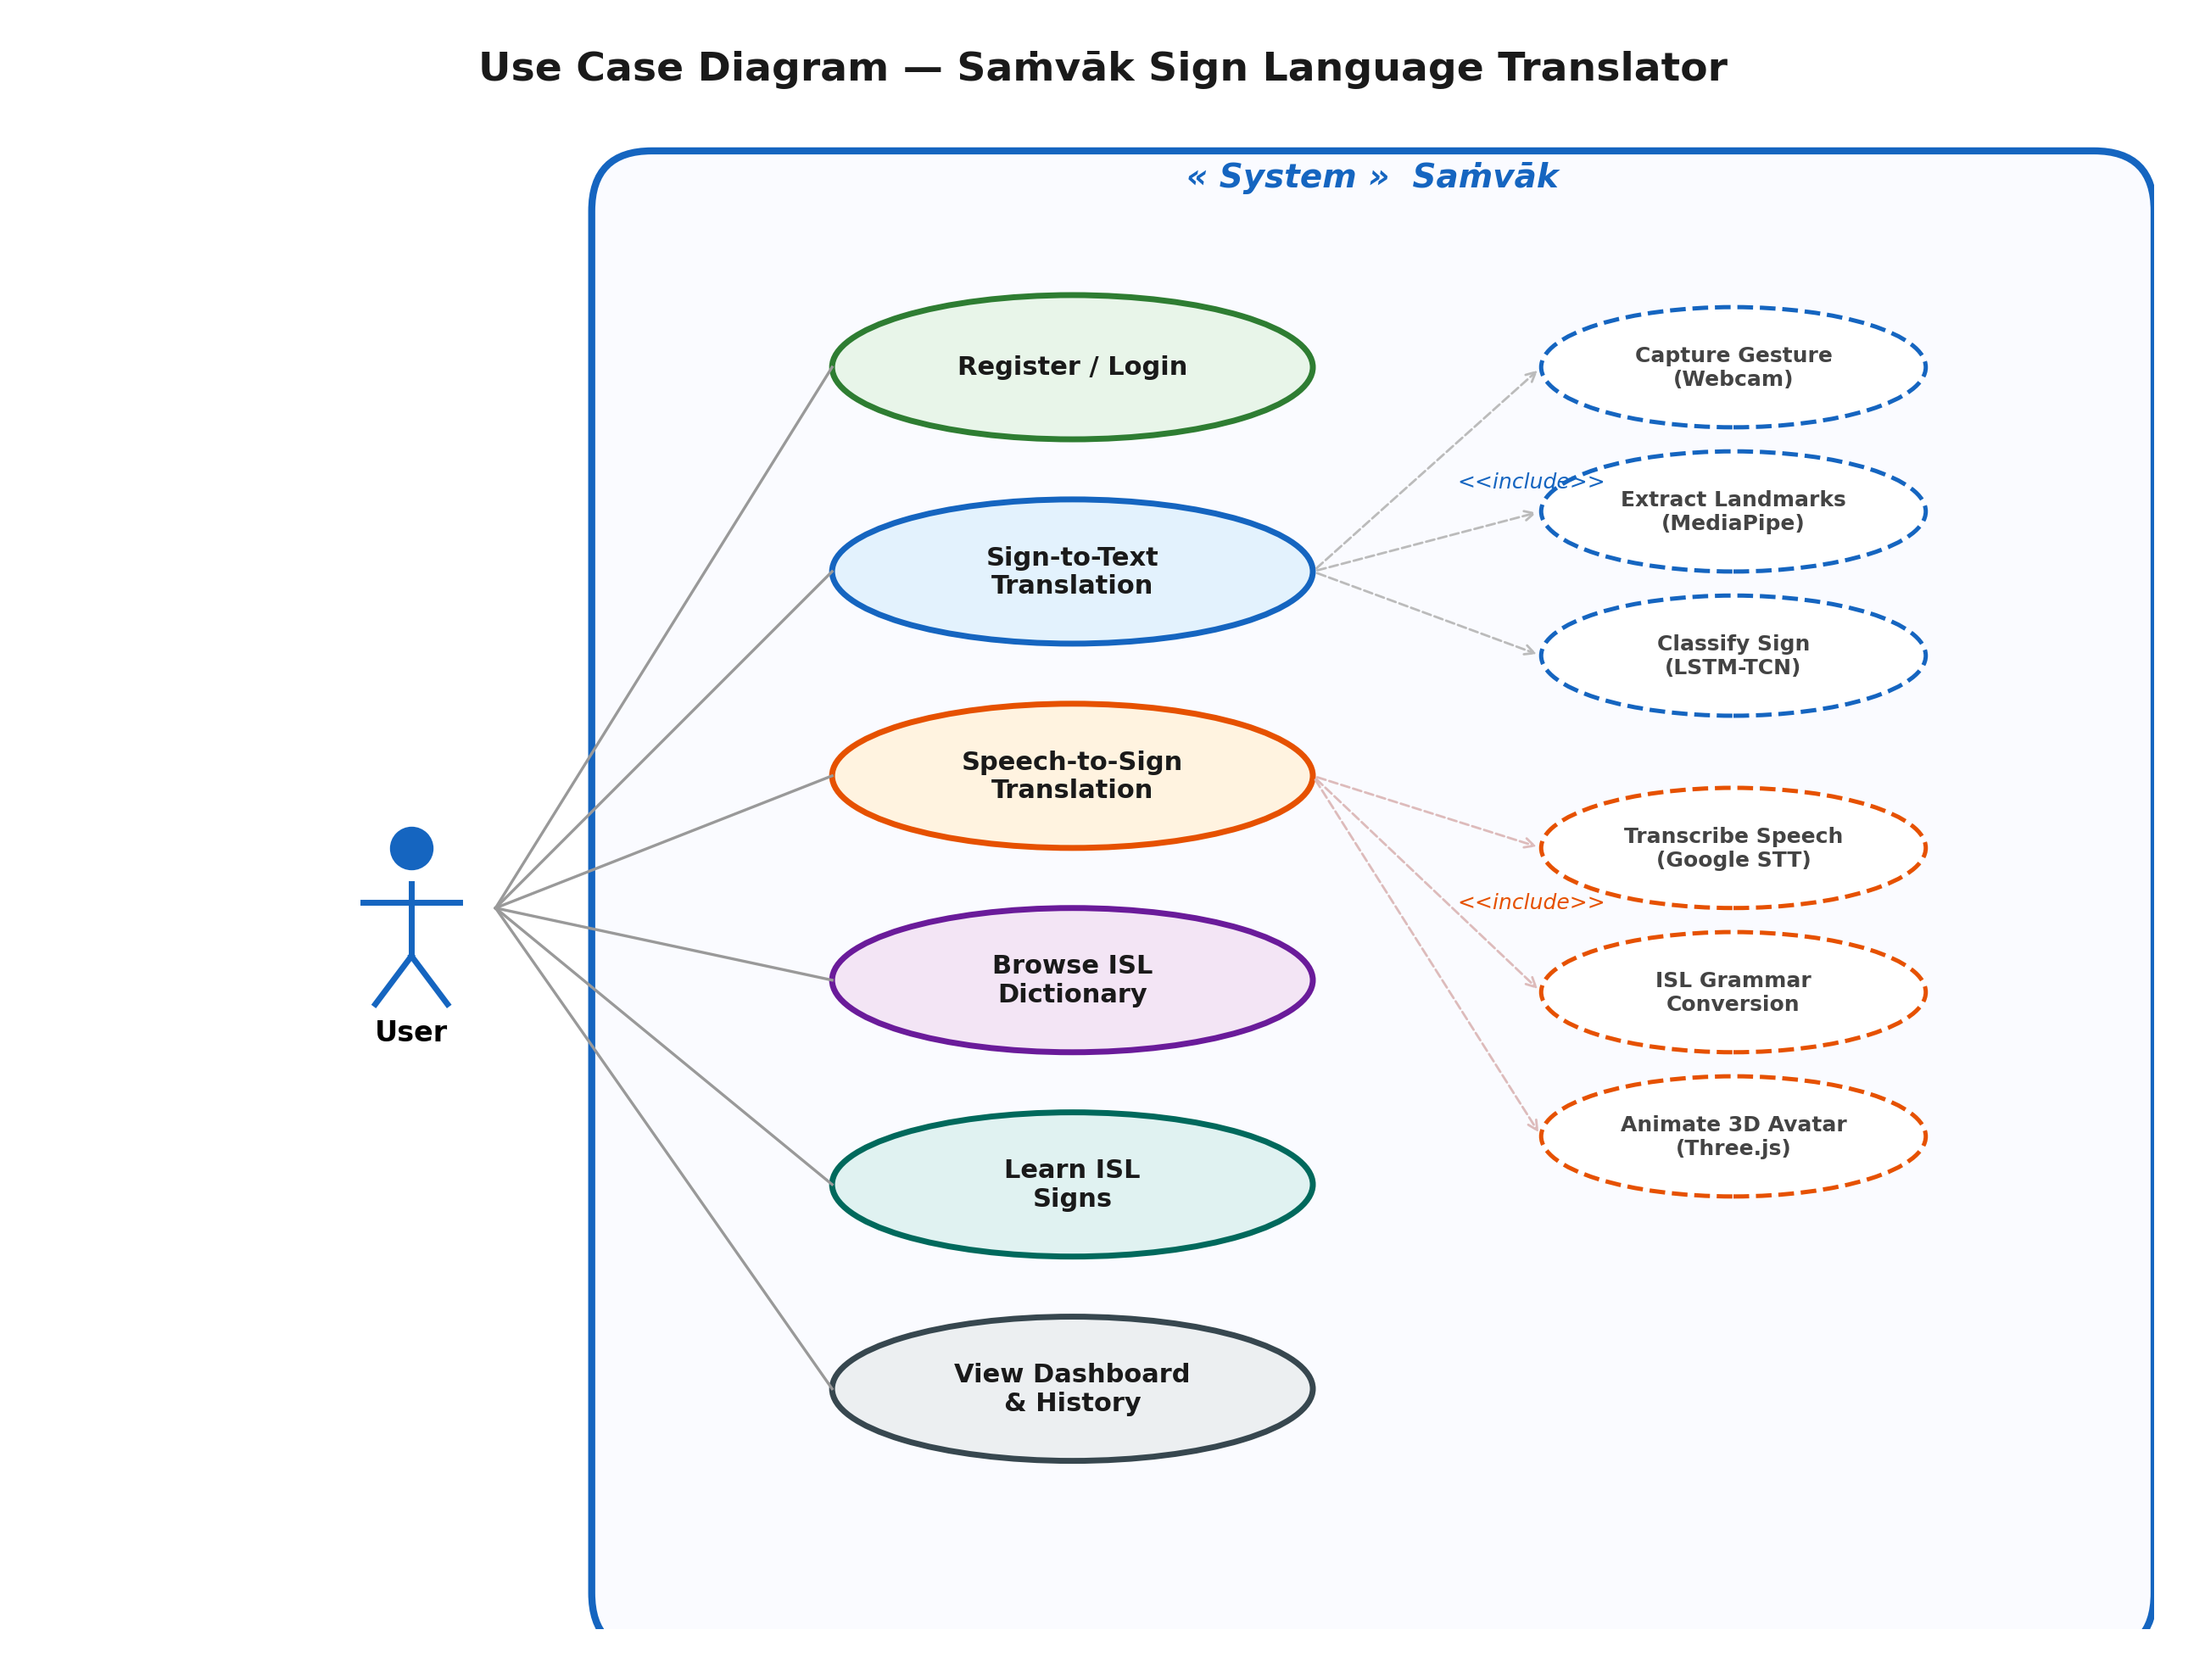 Use Case Diagram — Saṁvāk Sign Language Translator
« System »  Saṁvāk
Register / Login
Sign-to-Text
Translation
Speech-to-Sign
Translation
Browse ISL
Dictionary
Learn ISL
Signs
View Dashboard
& History
User
Capture Gesture
(Webcam)
<<include>>
Extract Landmarks
(MediaPipe)
Classify Sign
(LSTM-TCN)
Transcribe Speech
(Google STT)
<<include>>
ISL Grammar
Conversion
Animate 3D Avatar
(Three.js)